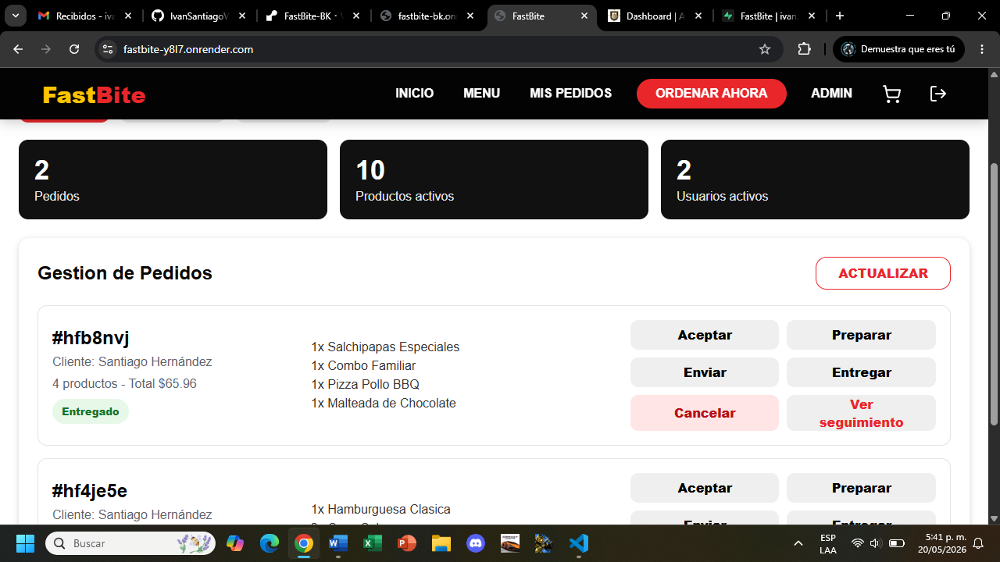 Recibidos - iva
IvanSantiagoV
FastBite-BK · W
fastbite-bk.on
FastBite
Dashboard | A
FastBite | ivan.
fastbite-y8l7.onrender.com
Demuestra que eres tú
FastBite
INICIO
MENU
MIS PEDIDOS
ORDENAR AHORA
ADMIN
2
Pedidos
10
Productos activos
2
Usuarios activos
Gestion de Pedidos
ACTUALIZAR
#hfb8nvj
Cliente: Santiago Hernández
4 productos - Total $65.96
Entregado
1x Salchipapas Especiales
1x Combo Familiar
1x Pizza Pollo BBQ
1x Malteada de Chocolate
Aceptar
Preparar
Enviar
Entregar
Cancelar
Ver
seguimiento
#hf4je5e
Cliente: Santiago Hernández
1x Hamburguesa Clasica
Aceptar
Preparar
Enviar
Entregar
Buscar
ESP
LAA
5:41 p. m.
20/05/2026